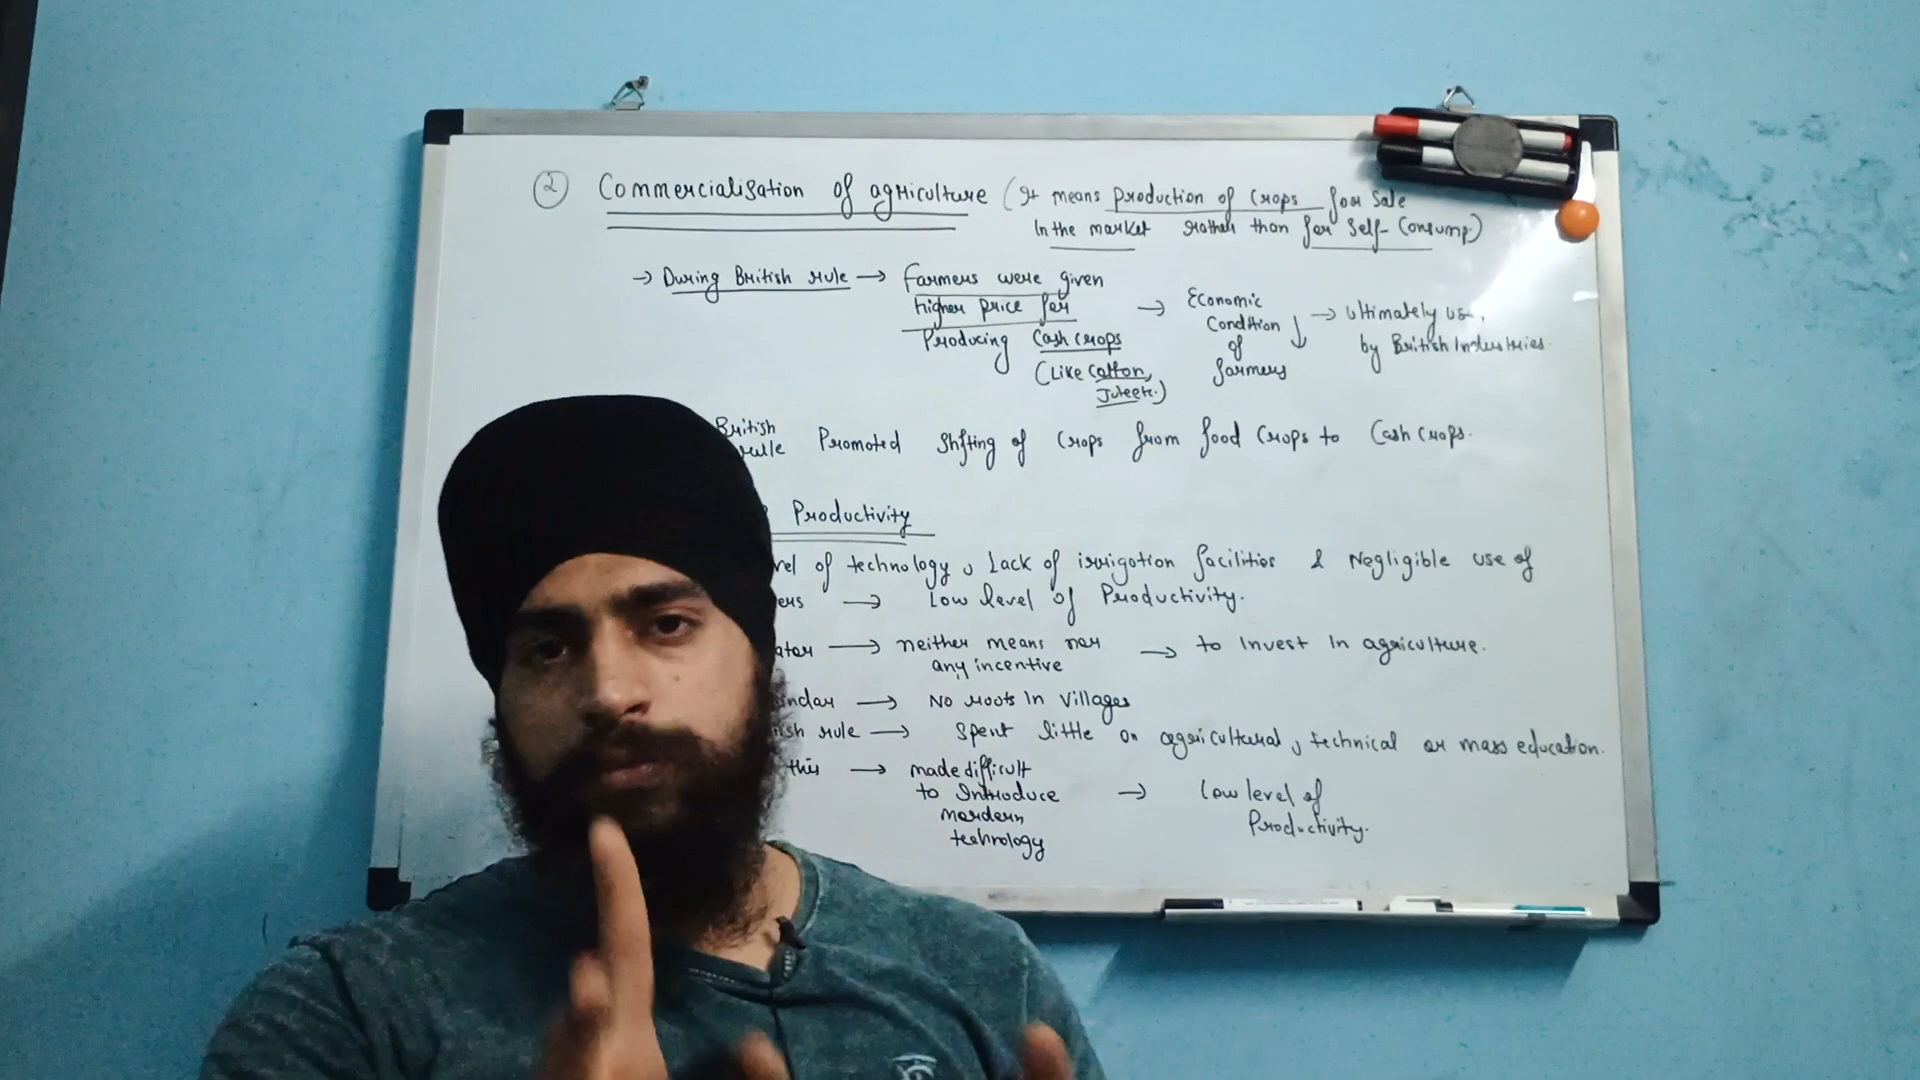 ② Commercialisation of agriculture (It means production of crops for sale
in the market rather than for self-consump.)
→ During British rule → Farmers were given
higher price for
Producing cash crops
(Like cotton,
Jute etc.)
→ Economic
Condition
of
farmers ↓
→ Ultimately
by British Industries.
British
rule Promoted Shfting of Crops from food crops to Cash crops.
Productivity
of technology, Lack of irrigation facilities & Negligible use of
→ Low level of Productivity.
→ neither means nor
any incentive
→ to Invest in agriculture.
→ No roots in Villages
rule → Spent little on agricultural, technical or mass education.
this → made difficult
to Introduce
mordern
technology
→ Low level of
Productivity.